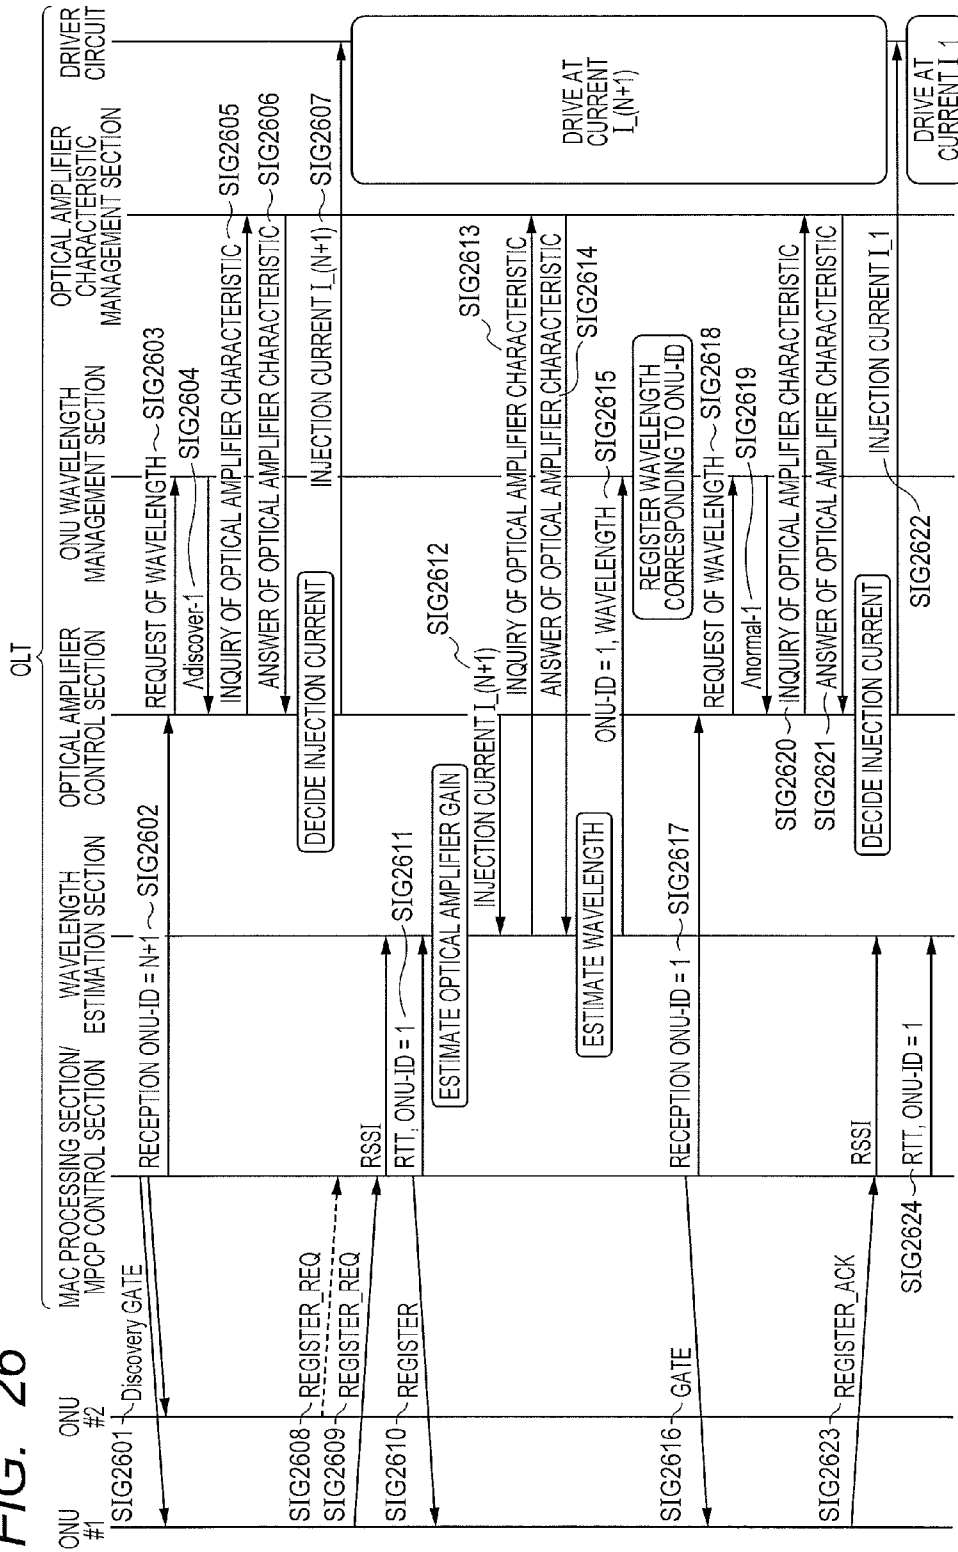 FIG. 26
OLT
ONU
#1
ONU
#2
MAC PROCESSING SECTION/
MPCP CONTROL SECTION
WAVELENGTH
ESTIMATION SECTION
OPTICAL AMPLIFIER
CONTROL SECTION
ONU WAVELENGTH
MANAGEMENT SECTION
OPTICAL AMPLIFIER
CHARACTERISTIC
MANAGEMENT SECTION
DRIVER
CIRCUIT
SIG2601
Discovery GATE
RECEPTION ONU-ID = N+1
SIG2602
REQUEST OF WAVELENGTH
SIG2603
Λdiscover-1
SIG2604
INQUIRY OF OPTICAL AMPLIFIER CHARACTERISTIC
SIG2605
ANSWER OF OPTICAL AMPLIFIER CHARACTERISTIC
SIG2606
DECIDE INJECTION CURRENT
INJECTION CURRENT I_(N+1)
SIG2607
DRIVE AT
CURRENT
I_(N+1)
SIG2608
REGISTER_REQ
SIG2609
REGISTER_REQ
RSSI
SIG2610
REGISTER
RTT, ONU-ID = 1
SIG2611
ESTIMATE OPTICAL AMPLIFIER GAIN
INJECTION CURRENT I_(N+1)
SIG2612
INQUIRY OF OPTICAL AMPLIFIER CHARACTERISTIC
SIG2613
ANSWER OF OPTICAL AMPLIFIER CHARACTERISTIC
SIG2614
ESTIMATE WAVELENGTH
ONU-ID = 1, WAVELENGTH
SIG2615
REGISTER WAVELENGTH
CORRESPONDING TO ONU-ID
SIG2616
GATE
RECEPTION ONU-ID = 1
SIG2617
REQUEST OF WAVELENGTH
SIG2618
Λnormal-1
SIG2619
SIG2620
INQUIRY OF OPTICAL AMPLIFIER CHARACTERISTIC
SIG2621
ANSWER OF OPTICAL AMPLIFIER CHARACTERISTIC
DECIDE INJECTION CURRENT
INJECTION CURRENT I_1
SIG2622
DRIVE AT
CURRENT I_1
SIG2623
REGISTER_ACK
RSSI
SIG2624
RTT, ONU-ID = 1